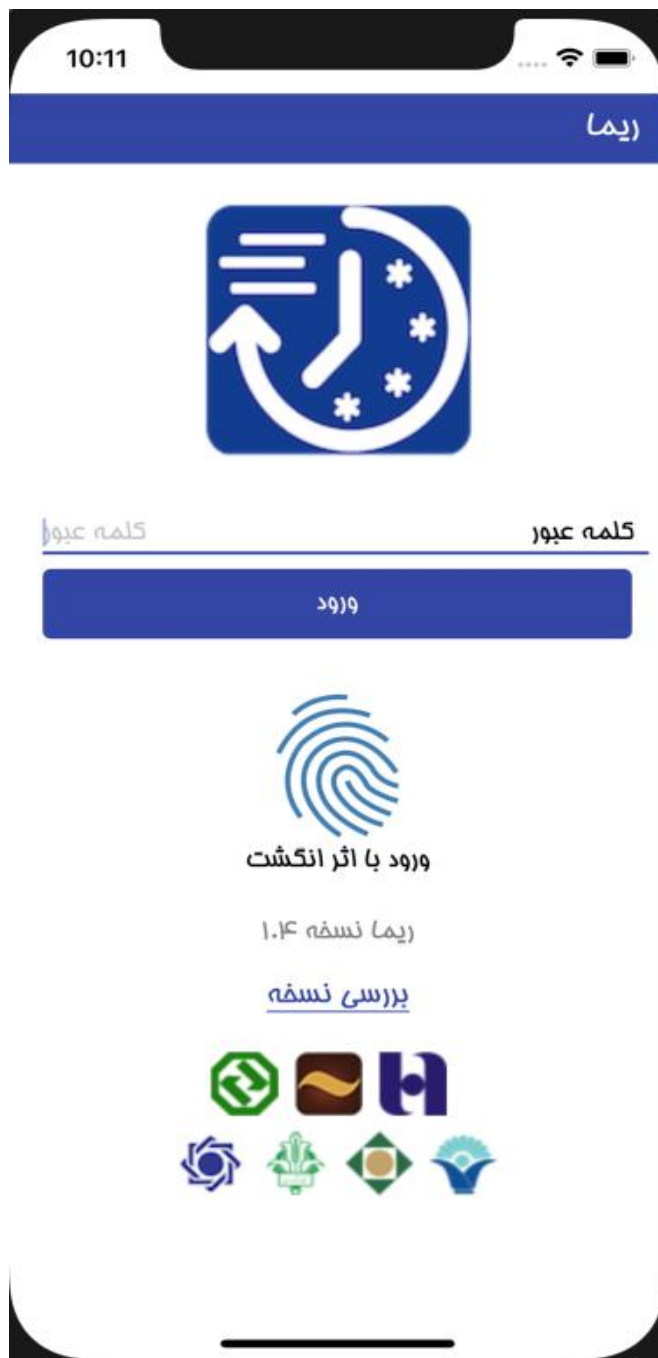 10:11
ریما
کلمه عبور کلمه عبور
ورود
ورود با اثر انگشت
ریما نسخه ۱.۴
بررسی نسخه